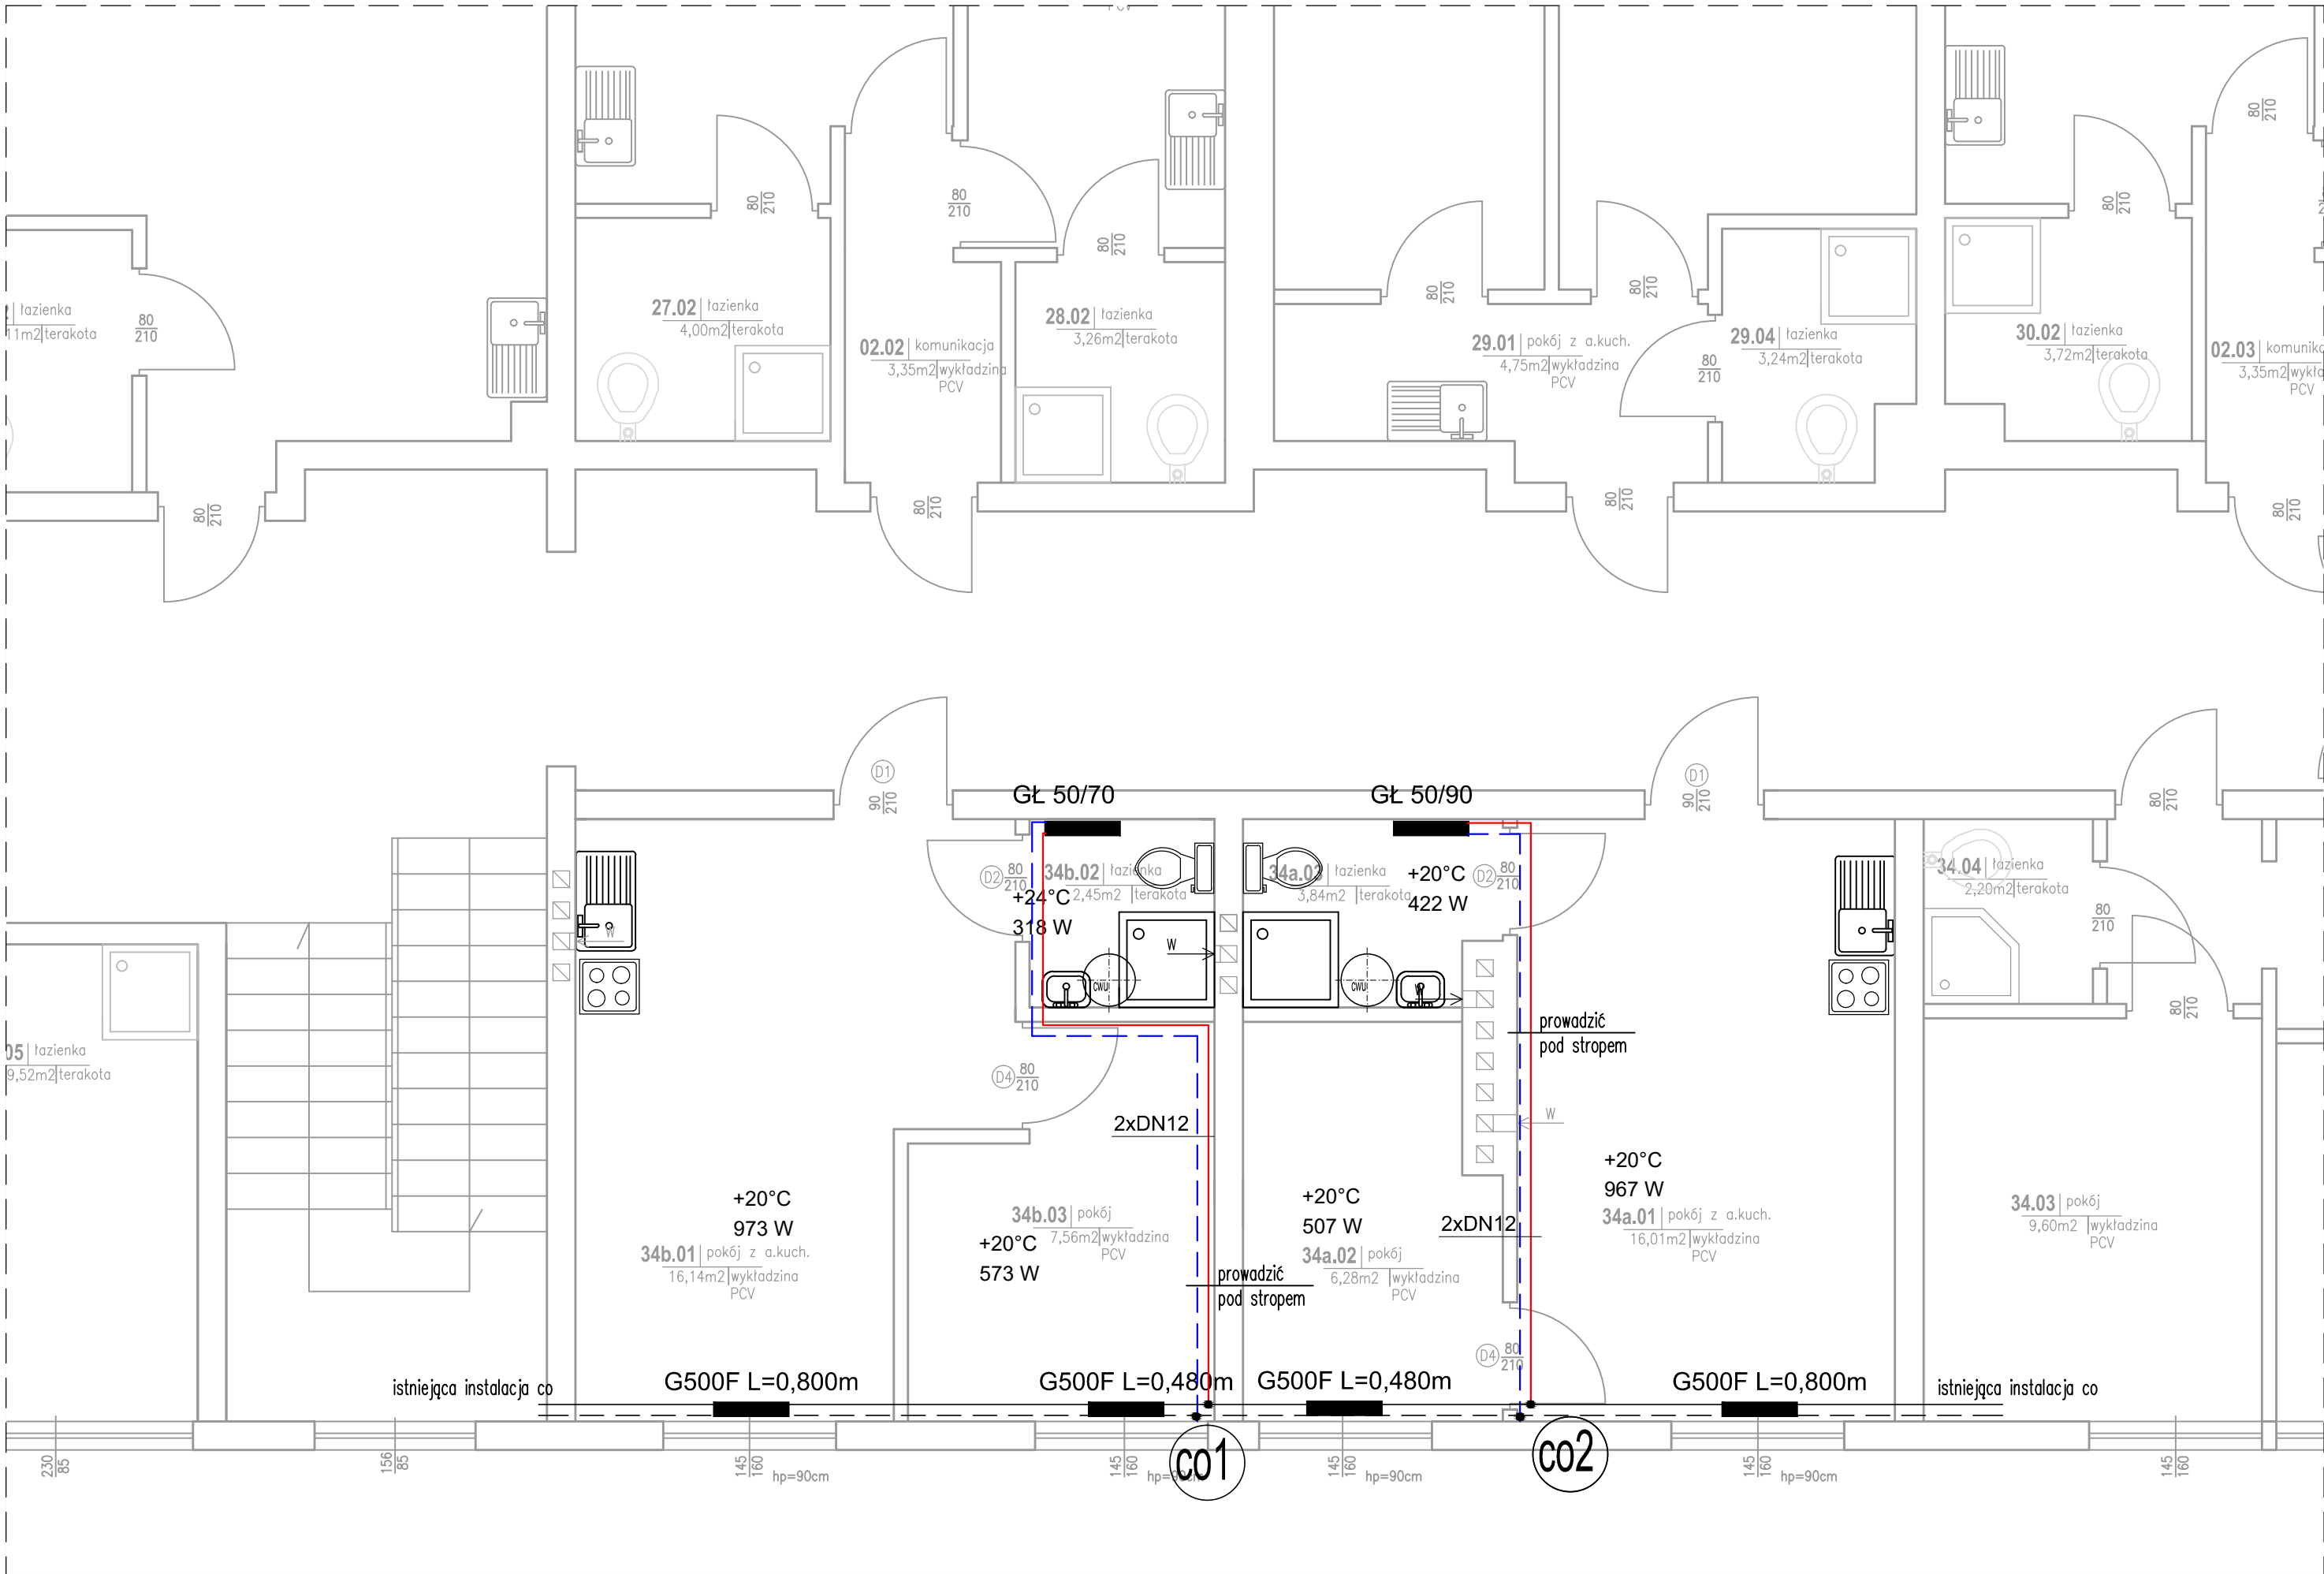 PCV
80
210
80
210
80
210
80
210
80
210
80
210
80
210
80
210
27.02 łazienka
4,00m2 terakota
łazienka
11m2 terakota
80
210
28.02 łazienka
3,26m2 terakota
02.02 komunikacja
3,35m2 wykładzina
PCV
29.01 pokój z a.kuch.
4,75m2 wykładzina
PCV
80
210
29.04 łazienka
3,24m2 terakota
30.02 łazienka
3,72m2 terakota
02.03 komunika
3,35m2 wykła
PCV
80
210
80
210
80
210
80
210
D1
90
210
D1
90
210
80
210
GŁ 50/70
GŁ 50/90
D2 80
210
34b.02 łazienka
2,45m2 terakota
+24°C
318 W
34a.03 łazienka
3,84m2 terakota
+20°C
422 W
D2 80
210
34.04 łazienka
2,20m2 terakota
80
210
W
W
W
CWU
CWU
80
210
prowadzić
pod stropem
05 łazienka
9,52m2 terakota
D4 80
210
2xDN12
W
+20°C
973 W
34b.01 pokój z a.kuch.
16,14m2 wykładzina
PCV
34b.03 pokój
7,56m2 wykładzina
PCV
+20°C
573 W
prowadzić
pod stropem
+20°C
507 W
34a.02 pokój
6,28m2 wykładzina
PCV
2xDN12
+20°C
967 W
34a.01 pokój z a.kuch.
16,01m2 wykładzina
PCV
34.03 pokój
9,60m2 wykładzina
PCV
D4 80
210
istniejąca instalacja co
G500F L=0,800m
G500F L=0,480m
G500F L=0,480m
G500F L=0,800m
istniejąca instalacja co
230
85
156
85
145
160
hp=90cm
145
160
hp=90cm
co1
145
160
hp=90cm
co2
145
160
hp=90cm
145
160